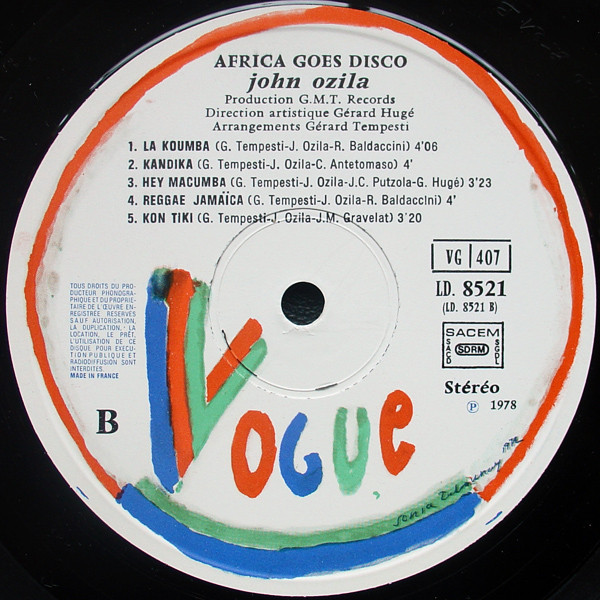 AFRICA GOES DISCO
john ozila
Production G.M.T. Records
Direction artistique Gérard Hugé
Arrangements Gérard Tempesti
1. LA KOUMBA (G. Tempesti-J. Ozila-R. Baldaccini) 4'06
2. KANDIKA (G. Tempesti-J. Ozila-C. Antetomaso) 4'
3. HEY MACUMBA (G. Tempesti-J. Ozila-J.C. Putzola-G. Hugé) 3'23
4. REGGAE JAMAÏCA (G. Tempesti-J. Ozila-R. Baldaccini) 4'
5. KON TIKI (G. Tempesti-J. Ozila-J.M. Gravelat) 3'20
VG 407
LD. 8521
(LD. 8521 B)
SACEM
SACD SDRM SGDL
Stéréo
℗ 1978
TOUS DROITS DU PRO-
DUCTEUR PHONOGRA-
PHIQUE ET DU PROPRIE-
TAIRE DE L'ŒUVRE EN-
REGISTREE RESERVES
SAUF AUTORISATION,
LA DUPLICATION, LA
LOCATION, LE PRÊT,
L'UTILISATION DE CE
DISQUE POUR EXECU-
TION PUBLIQUE ET
RADIODIFFUSION SONT
INTERDITES.
MADE IN FRANCE
B
VOGUE
Sonia Delaunay